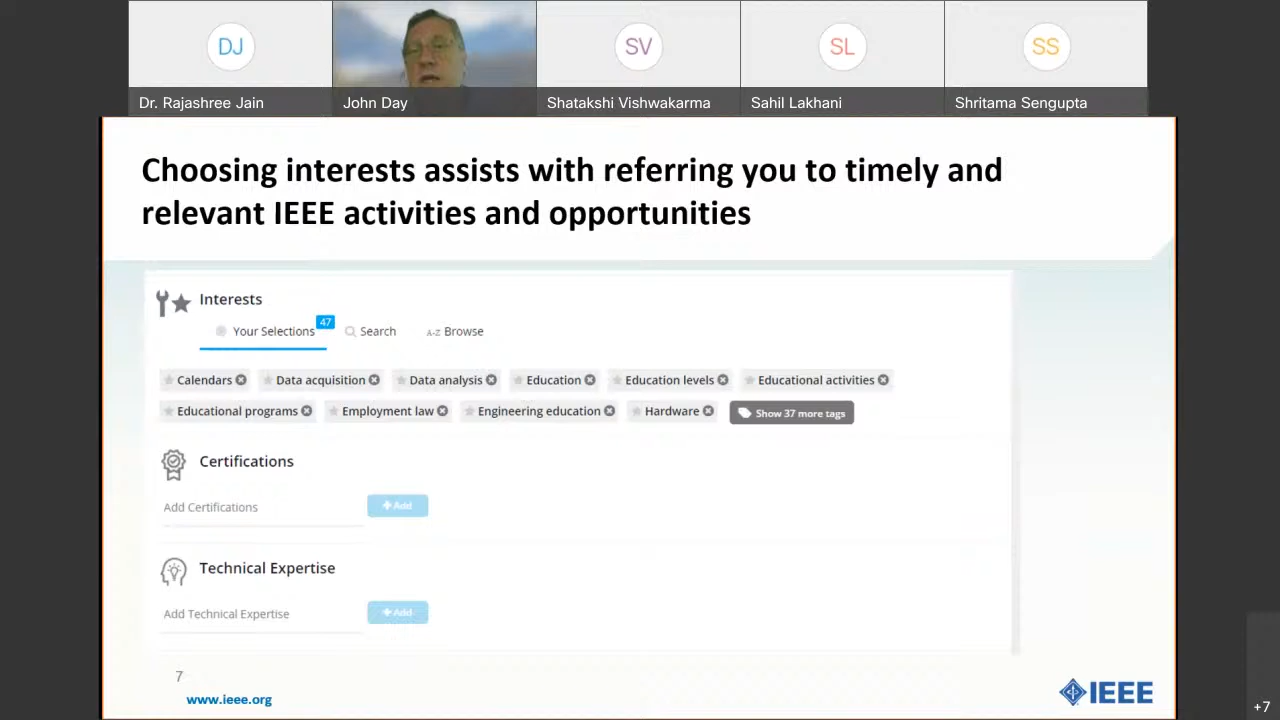 DJ SV SL SS
Dr. Rajashree Jain John Day Shatakshi Vishwakarma Sahil Lakhani Shritama Sengupta
Choosing interests assists with referring you to timely and
relevant IEEE activities and opportunities
Interests
Your Selections 47 Search A-Z Browse
Calendars Data acquisition Data analysis Education Education levels Educational activities
Educational programs Employment law Engineering education Hardware Show 37 more tags
Certifications
Add Certifications + Add
Technical Expertise
Add Technical Expertise + Add
7
www.ieee.org
IEEE
+7